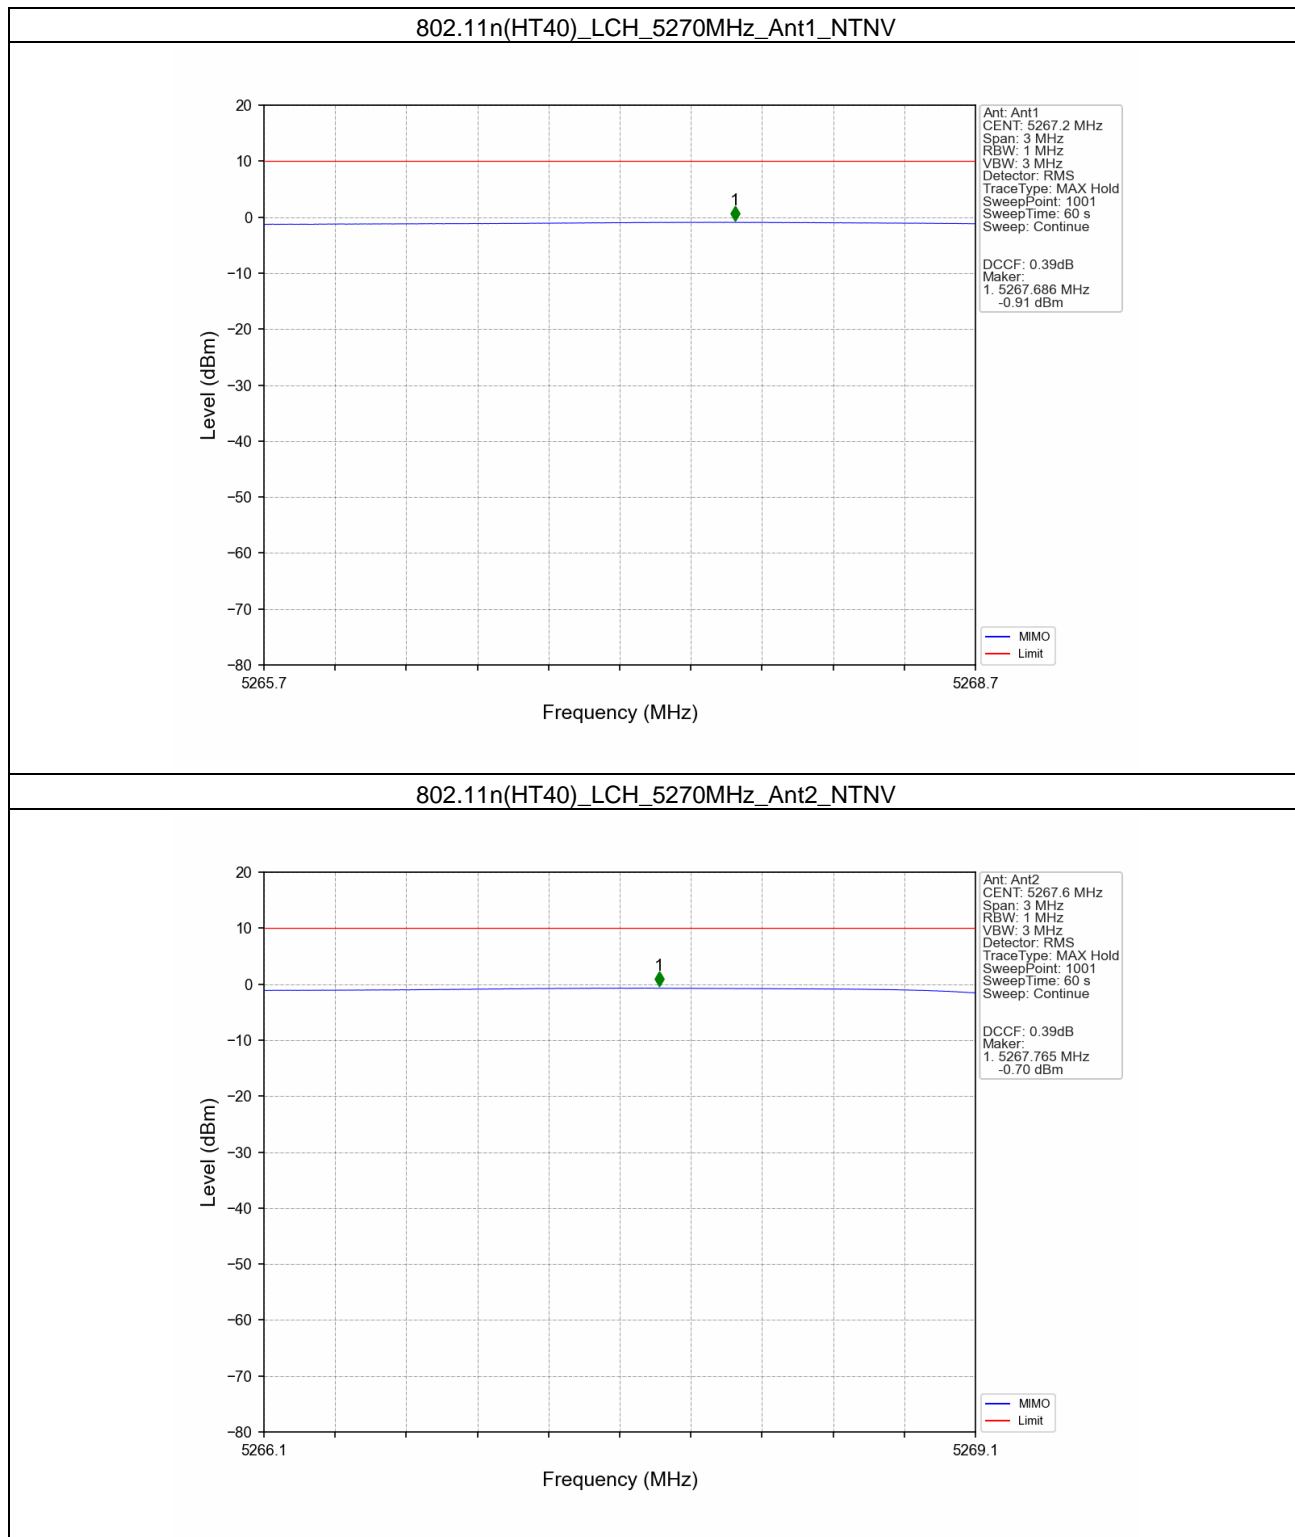 802.11n(HT40)_LCH_5270MHz_Ant1_NTNV
20
10
0
−10
−20
−30
−40
−50
−60
−70
−80
Level (dBm)
1
5265.7
5268.7
Frequency (MHz)
Ant: Ant1
CENT: 5267.2 MHz
Span: 3 MHz
RBW: 1 MHz
VBW: 3 MHz
Detector: RMS
TraceType: MAX Hold
SweepPoint: 1001
SweepTime: 60 s
Sweep: Continue
DCCF: 0.39dB
Maker:
1. 5267.686 MHz
-0.91 dBm
MIMO
Limit
802.11n(HT40)_LCH_5270MHz_Ant2_NTNV
20
10
0
−10
−20
−30
−40
−50
−60
−70
−80
Level (dBm)
1
5266.1
5269.1
Frequency (MHz)
Ant: Ant2
CENT: 5267.6 MHz
Span: 3 MHz
RBW: 1 MHz
VBW: 3 MHz
Detector: RMS
TraceType: MAX Hold
SweepPoint: 1001
SweepTime: 60 s
Sweep: Continue
DCCF: 0.39dB
Maker:
1. 5267.765 MHz
-0.70 dBm
MIMO
Limit